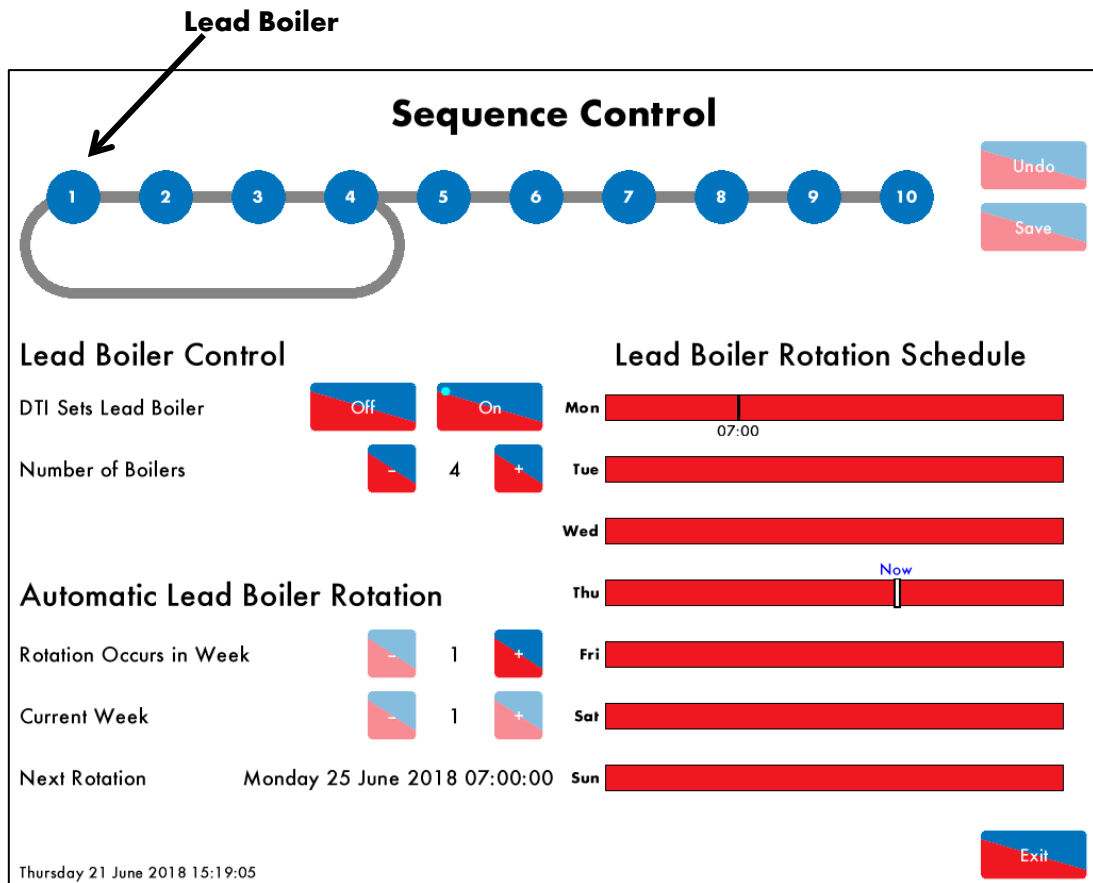 Lead Boiler
Sequence Control
1 2 3 4 5 6 7 8 9 10
Undo
Save
Lead Boiler Control
DTI Sets Lead Boiler Off On
Number of Boilers - 4 +
Automatic Lead Boiler Rotation
Rotation Occurs in Week - 1 +
Current Week - 1 +
Next Rotation Monday 25 June 2018 07:00:00
Lead Boiler Rotation Schedule
Mon
07:00
Tue
Wed
Now
Thu
Fri
Sat
Sun
Exit
Thursday 21 June 2018 15:19:05